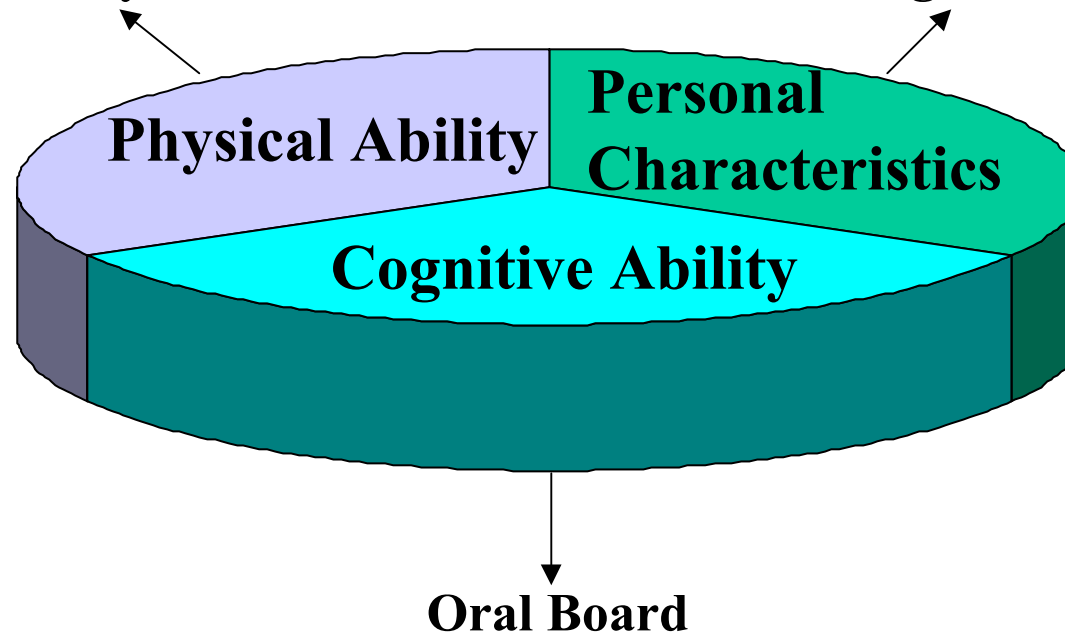 Physical Ability
Personal
Characteristics
Cognitive Ability
Oral Board